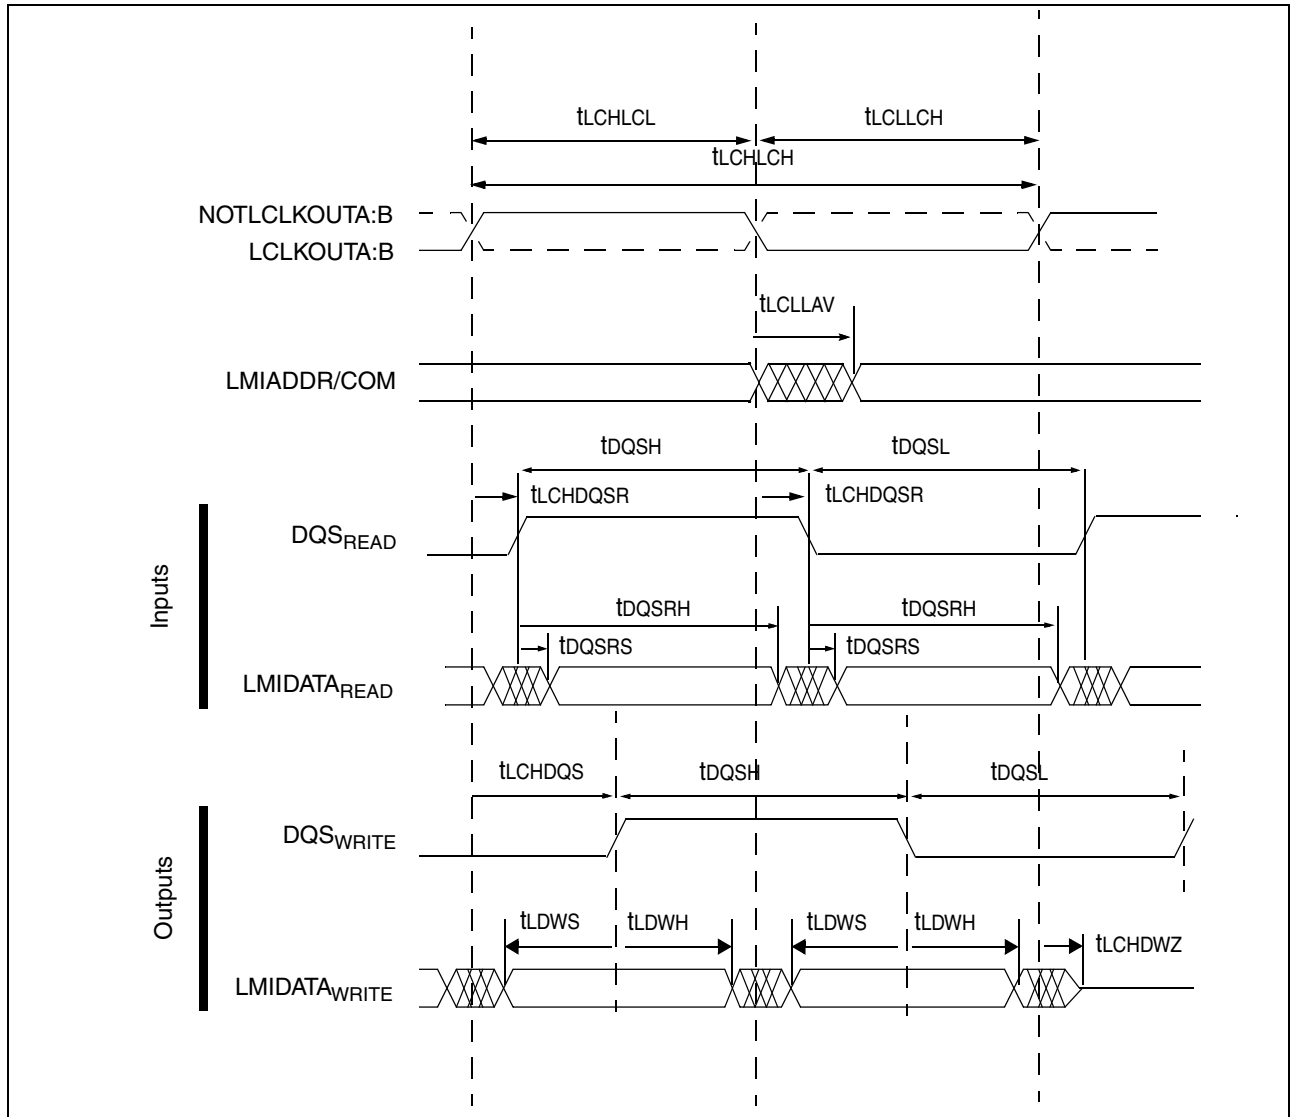 tLCHLCL tLCLLCH
tLCHLCH
NOTLCLKOUTA:B
LCLKOUTA:B
tLCLLAV
LMIADDR/COM
tDQSH tDQSL
tLCHDQSR tLCHDQSR
DQSREAD
Inputs
tDQSRH tDQSRH
tDQSRS tDQSRS
LMIDATAREAD
tLCHDQS tDQSH tDQSL
DQSWRITE
Outputs
tLDWS tLDWH tLDWS tLDWH tLCHDWZ
LMIDATAWRITE